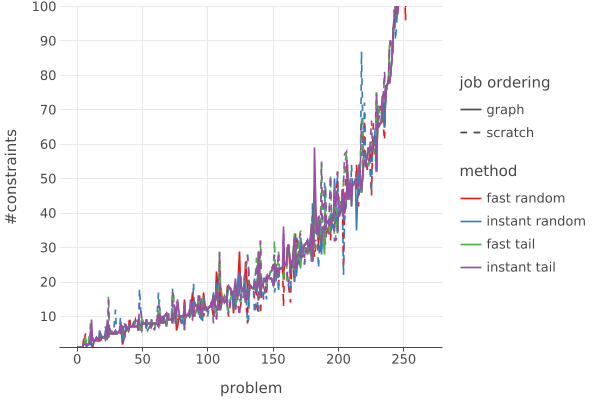 100
90
80
70
60
50
40
30
20
10
#constraints
0
50
100
150
200
250
problem
job ordering
graph
scratch
method
fast random
instant random
fast tail
instant tail